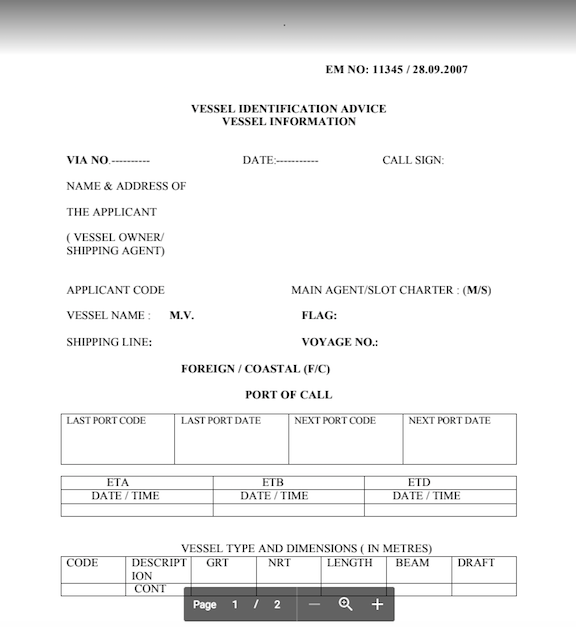 EM NO: 11345 / 28.09.2007
VESSEL IDENTIFICATION ADVICE
VESSEL INFORMATION
VIA NO.---------- DATE:----------- CALL SIGN:
NAME & ADDRESS OF
THE APPLICANT
( VESSEL OWNER/
SHIPPING AGENT)
APPLICANT CODE MAIN AGENT/SLOT CHARTER : (M/S)
VESSEL NAME : M.V. FLAG:
SHIPPING LINE: VOYAGE NO.:
FOREIGN / COASTAL (F/C)
PORT OF CALL
LAST PORT CODE LAST PORT DATE NEXT PORT CODE NEXT PORT DATE
ETA ETB ETD
DATE / TIME DATE / TIME DATE / TIME
VESSEL TYPE AND DIMENSIONS ( IN METRES)
CODE DESCRIPT GRT NRT LENGTH BEAM DRAFT
ION
CONT
Page 1 / 2